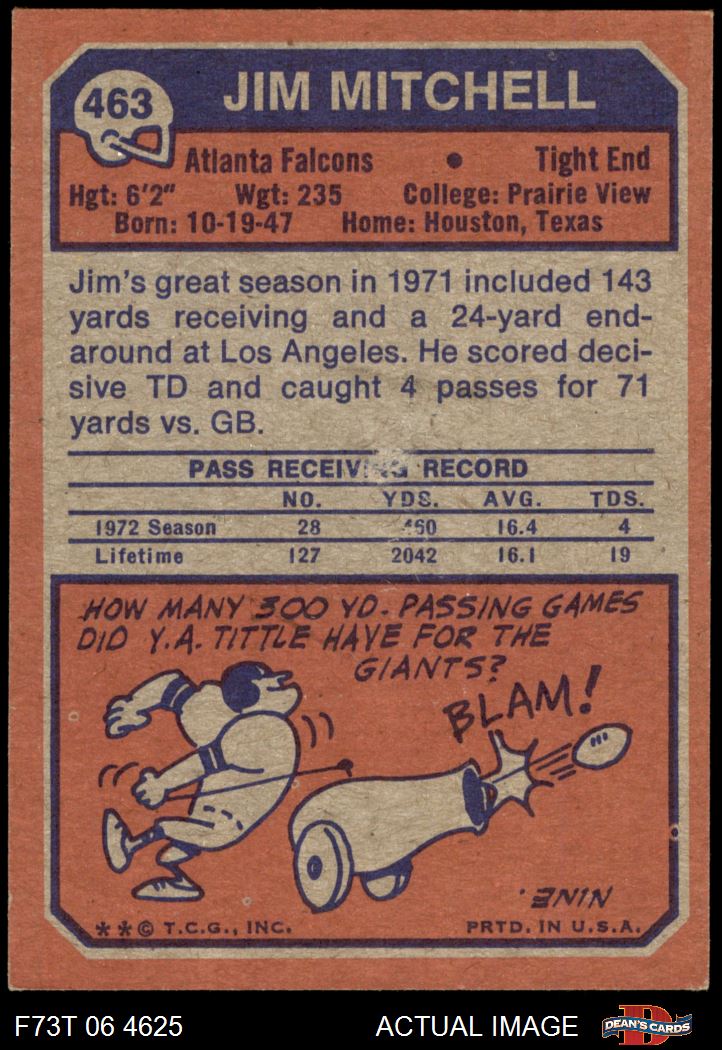 463
JIM MITCHELL
Atlanta Falcons • Tight End
Hgt: 6'2" Wgt: 235 College: Prairie View
Born: 10-19-47 Home: Houston, Texas
Jim's great season in 1971 included 143
yards receiving and a 24-yard end-
around at Los Angeles. He scored deci-
sive TD and caught 4 passes for 71
yards vs. GB.
PASS RECEIVING RECORD
NO. YDS. AVG. TDS.
1972 Season 28 460 16.4 4
Lifetime 127 2042 16.1 19
HOW MANY 300 YD. PASSING GAMES
DID Y.A. TITTLE HAVE FOR THE
GIANTS?
BLAM!
NINE.
**© T.C.G., INC. PRTD. IN U.S.A.
F73T 06 4625 ACTUAL IMAGE DEAN'S CARDS